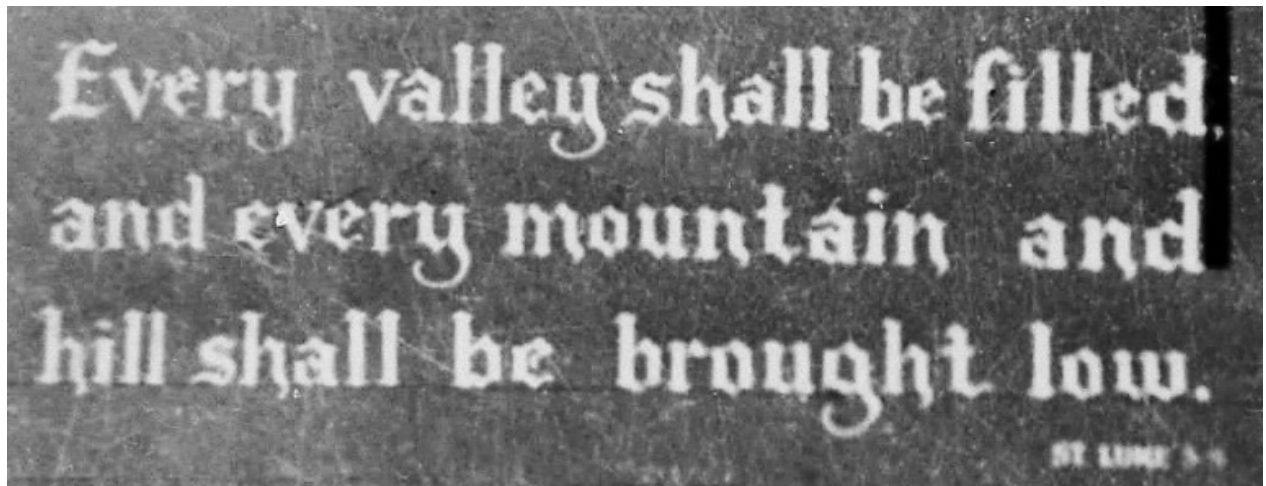 Every valley shall be filled,
and every mountain and
hill shall be brought low.
ST LUKE